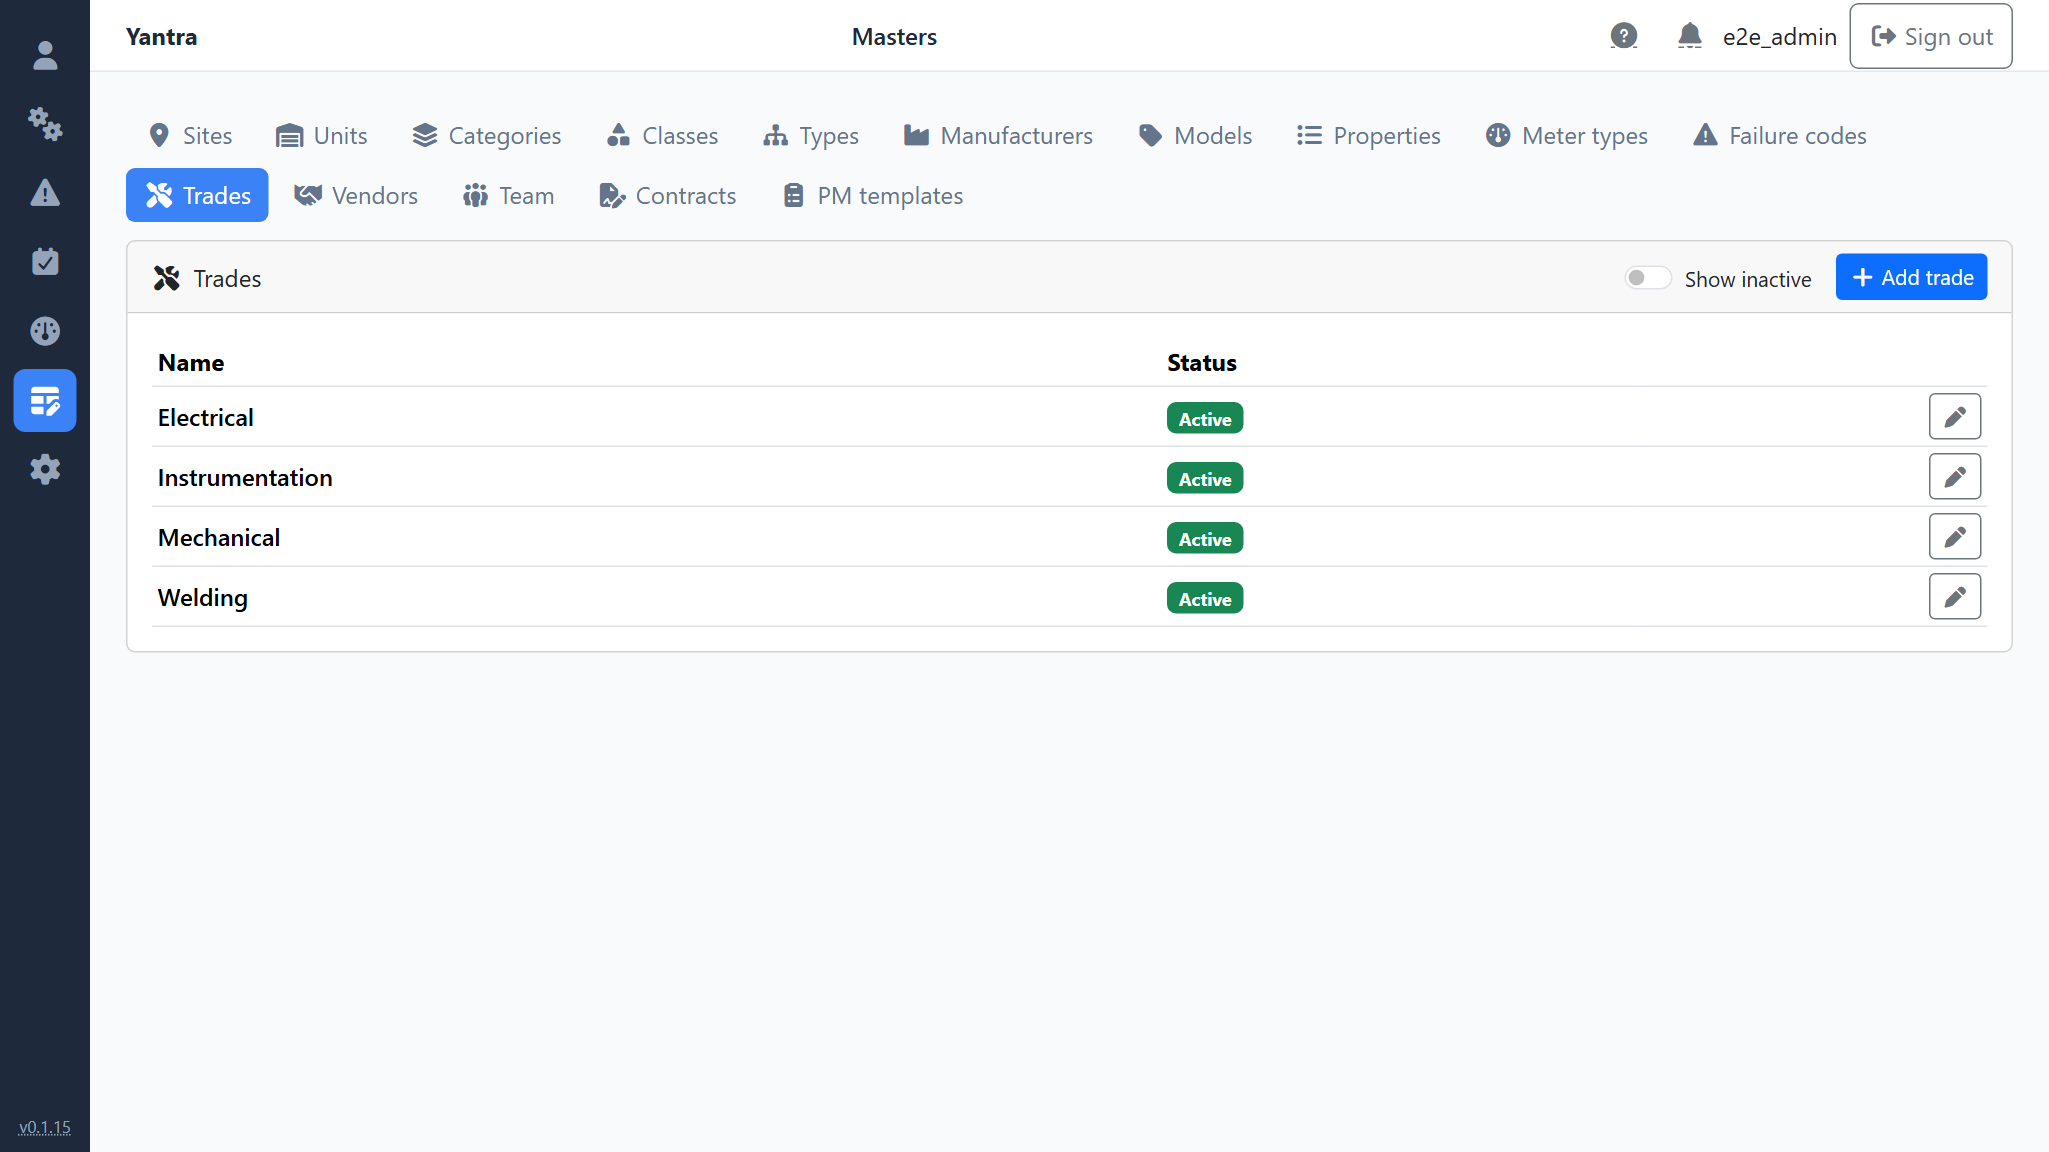 Yantra
Masters
e2e_admin
Sign out
Sites
Units
Categories
Classes
Types
Manufacturers
Models
Properties
Meter types
Failure codes
Trades
Vendors
Team
Contracts
PM templates
Trades
Show inactive
Add trade
Name
Status
Electrical
Active
Instrumentation
Active
Mechanical
Active
Welding
Active
v0.1.15